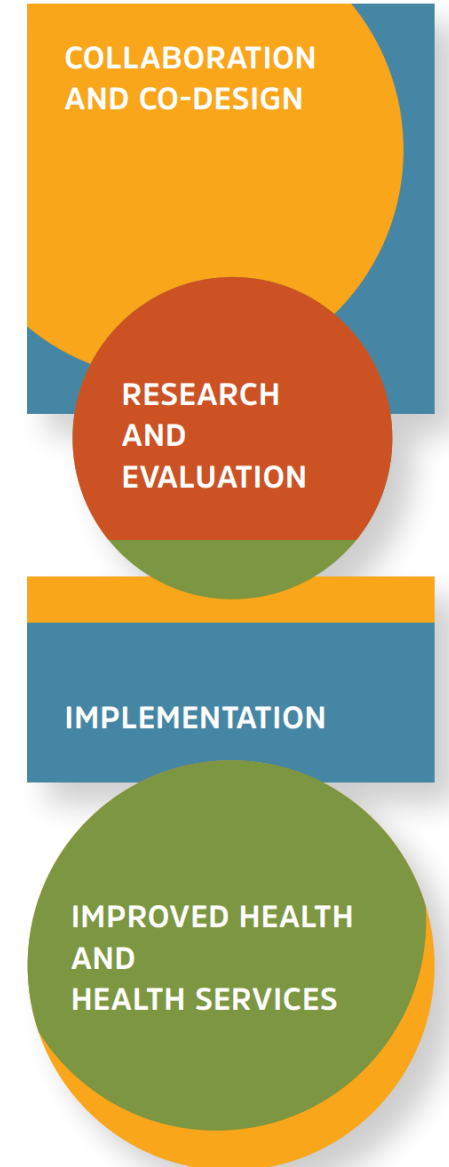 COLLABORATION
AND CO-DESIGN
RESEARCH
AND
EVALUATION
IMPLEMENTATION
IMPROVED HEALTH
AND
HEALTH SERVICES